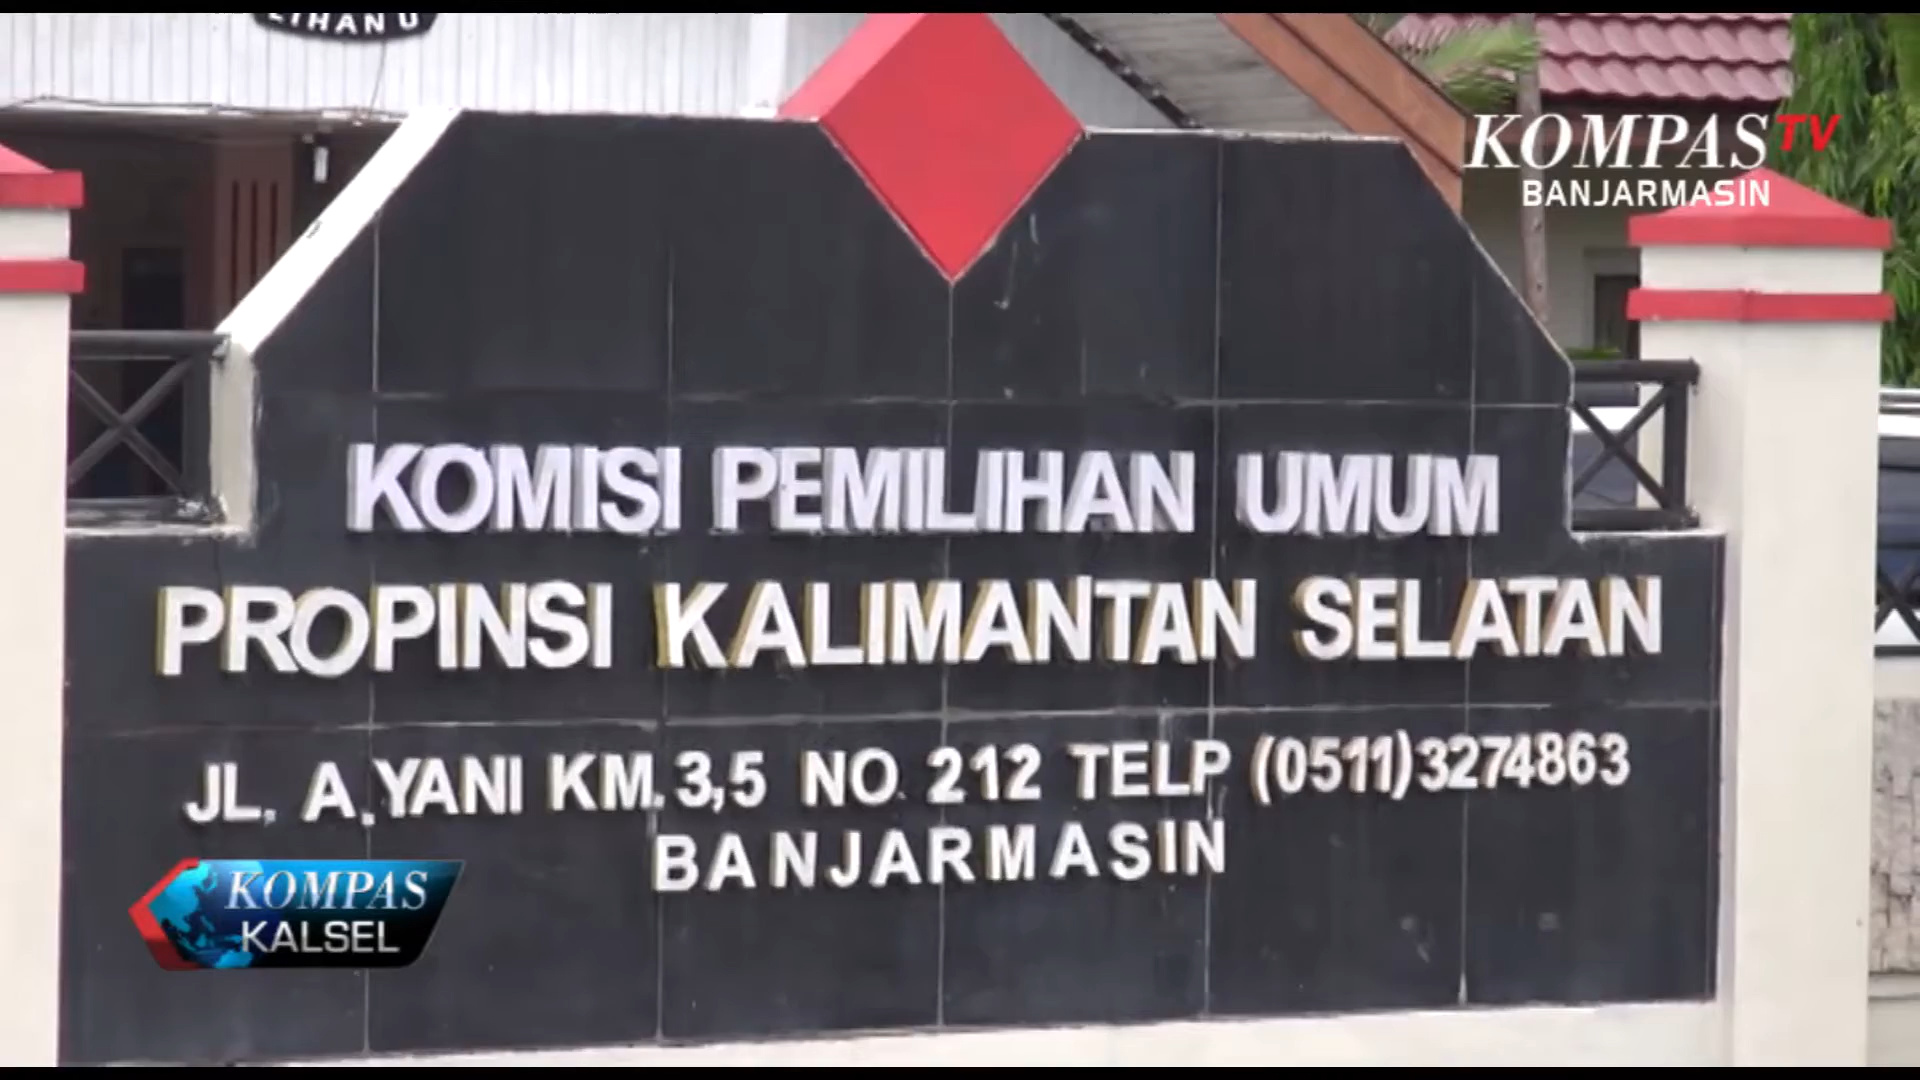 LIHAN U
KOMPAS TV
BANJARMASIN
KOMISI PEMILIHAN UMUM
PROPINSI KALIMANTAN SELATAN
JL. A. YANI KM. 3,5 NO. 212 TELP (0511)3274863
BANJARMASIN
KOMPAS
KALSEL